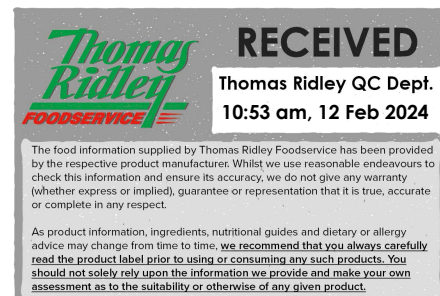 Thomas
Ridley
FOODSERVICE
RECEIVED
Thomas Ridley QC Dept.
10:53 am, 12 Feb 2024
The food information supplied by Thomas Ridley Foodservice has been provided
by the respective product manufacturer. Whilst we use reasonable endeavours to
check this information and ensure its accuracy, we do not give any warranty
(whether express or implied), guarantee or representation that it is true, accurate
or complete in any respect.
As product information, ingredients, nutritional guides and dietary or allergy
advice may change from time to time, we recommend that you always carefully
read the product label prior to using or consuming any such products. You
should not solely rely upon the information we provide and make your own
assessment as to the suitability or otherwise of any given product.